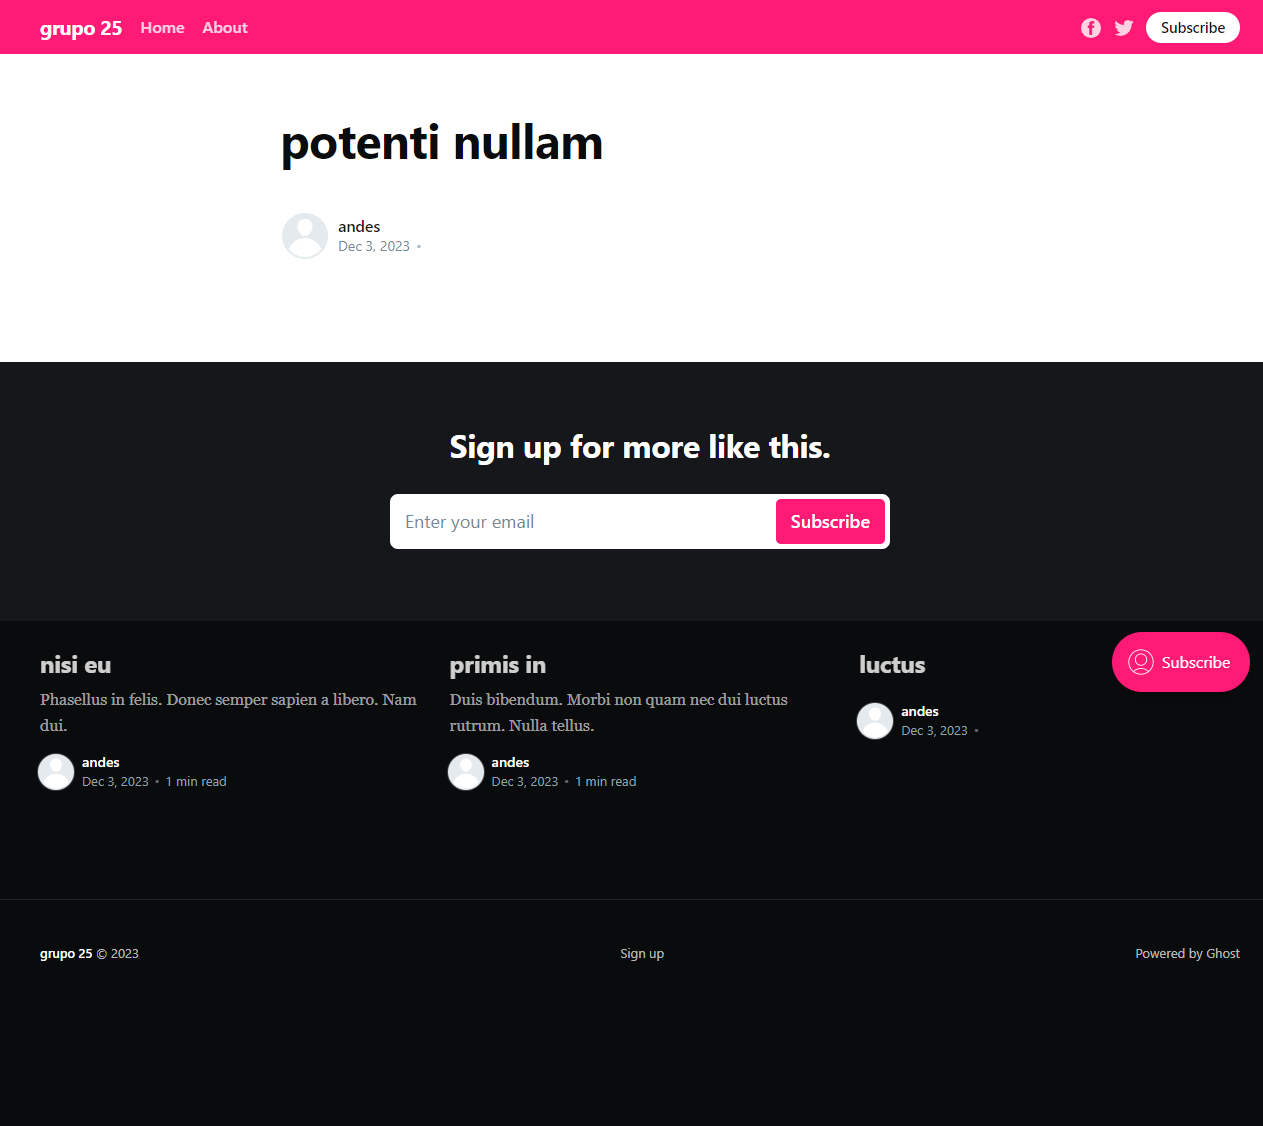 grupo 25 Home About Subscribe
potenti nullam
andes
Dec 3, 2023 •
Sign up for more like this.
Enter your email Subscribe
nisi eu
Phasellus in felis. Donec semper sapien a libero. Nam
dui.
andes
Dec 3, 2023 • 1 min read
primis in
Duis bibendum. Morbi non quam nec dui luctus
rutrum. Nulla tellus.
andes
Dec 3, 2023 • 1 min read
luctus
andes
Dec 3, 2023 •
Subscribe
grupo 25 © 2023 Sign up Powered by Ghost